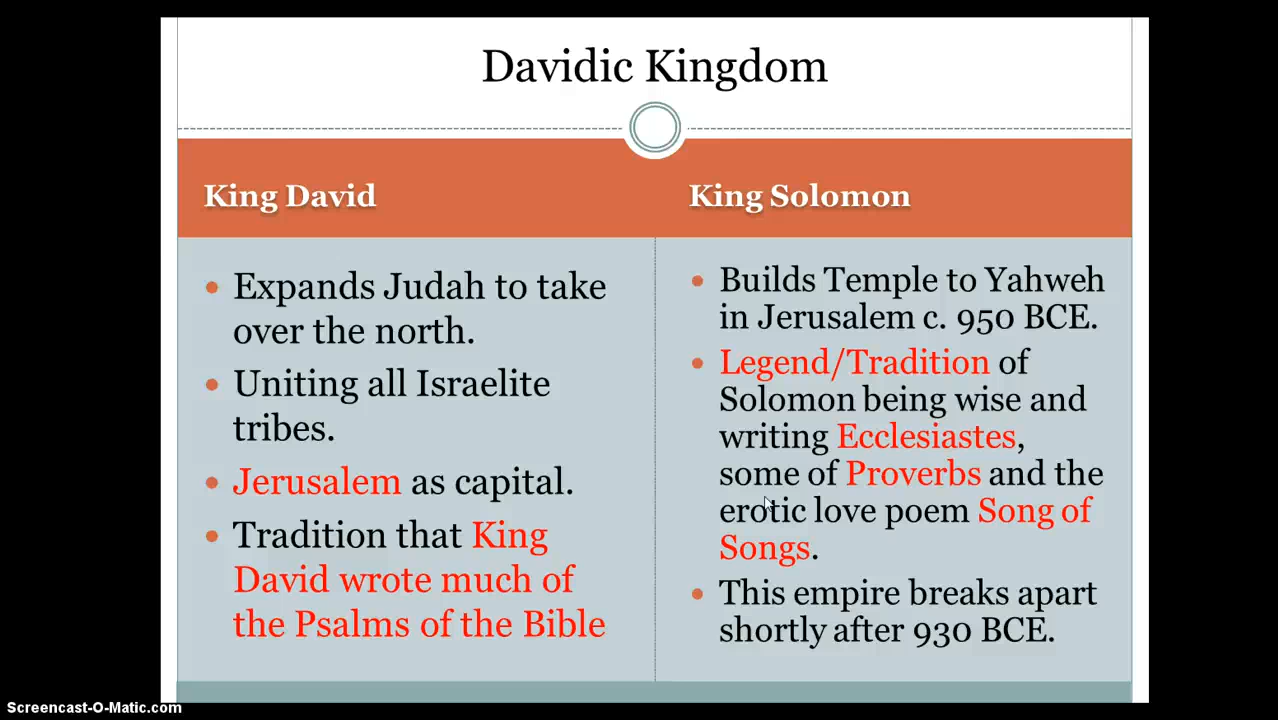 Davidic Kingdom
King David
• Expands Judah to take
over the north.
• Uniting all Israelite
tribes.
• Jerusalem as capital.
• Tradition that King
David wrote much of
the Psalms of the Bible
King Solomon
• Builds Temple to Yahweh
in Jerusalem c. 950 BCE.
• Legend/Tradition of
Solomon being wise and
writing Ecclesiastes,
some of Proverbs and the
erotic love poem Song of
Songs.
• This empire breaks apart
shortly after 930 BCE.
Screencast-O-Matic.com